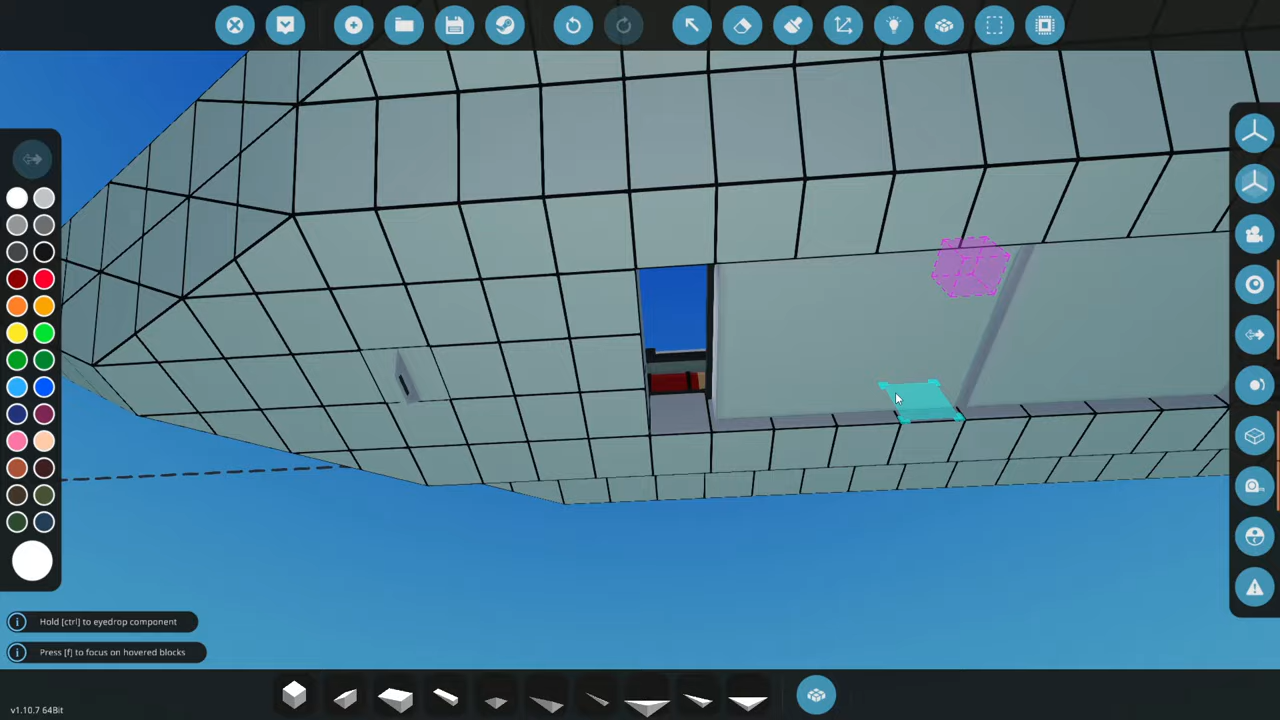 Hold [ctrl] to eyedrop component
Press [f] to focus on hovered blocks
v1.10.7 64Bit